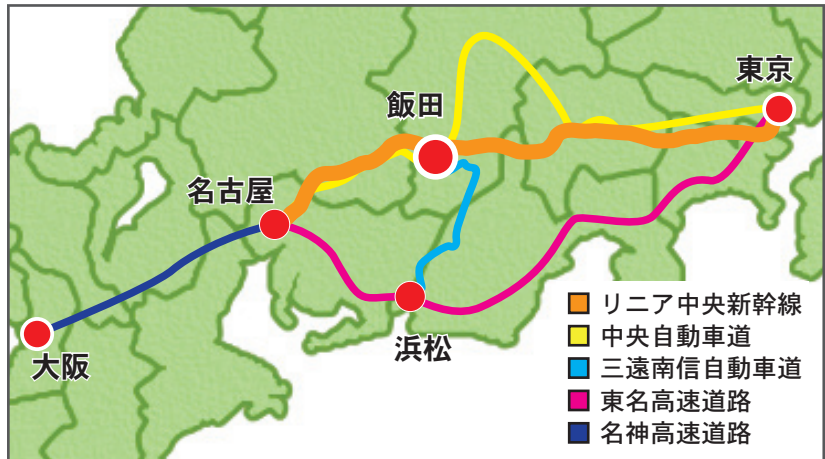 東京
飯田
名古屋
浜松
大阪
リニア中央新幹線
中央自動車道
三遠南信自動車道
東名高速道路
名神高速道路